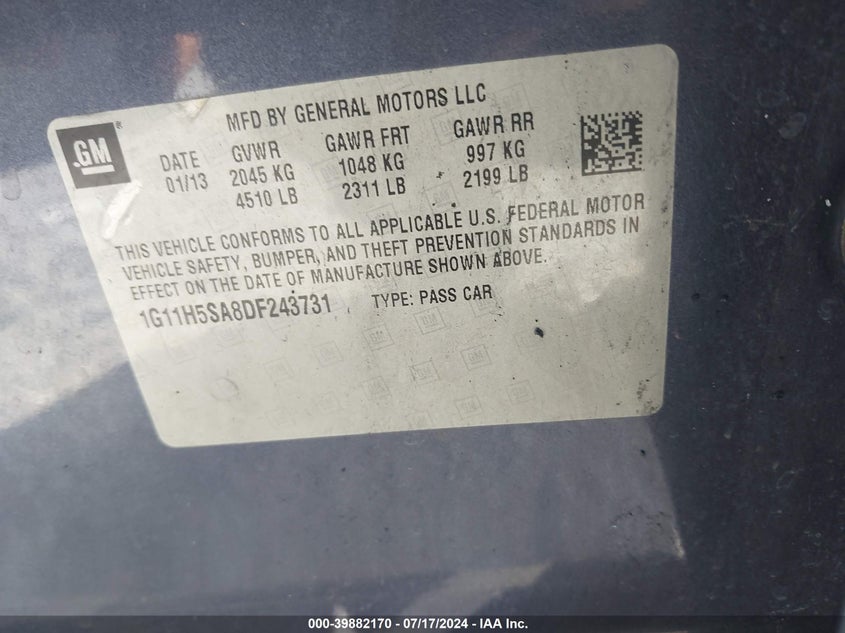 MFD BY GENERAL MOTORS LLC
GM
DATE GVWR GAWR FRT GAWR RR
01/13 2045 KG 1048 KG 997 KG
4510 LB 2311 LB 2199 LB
THIS VEHICLE CONFORMS TO ALL APPLICABLE U.S. FEDERAL MOTOR
VEHICLE SAFETY, BUMPER, AND THEFT PREVENTION STANDARDS IN
EFFECT ON THE DATE OF MANUFACTURE SHOWN ABOVE.
1G11H5SA8DF243731 TYPE: PASS CAR
000-39882170 - 07/17/2024 - IAA Inc.